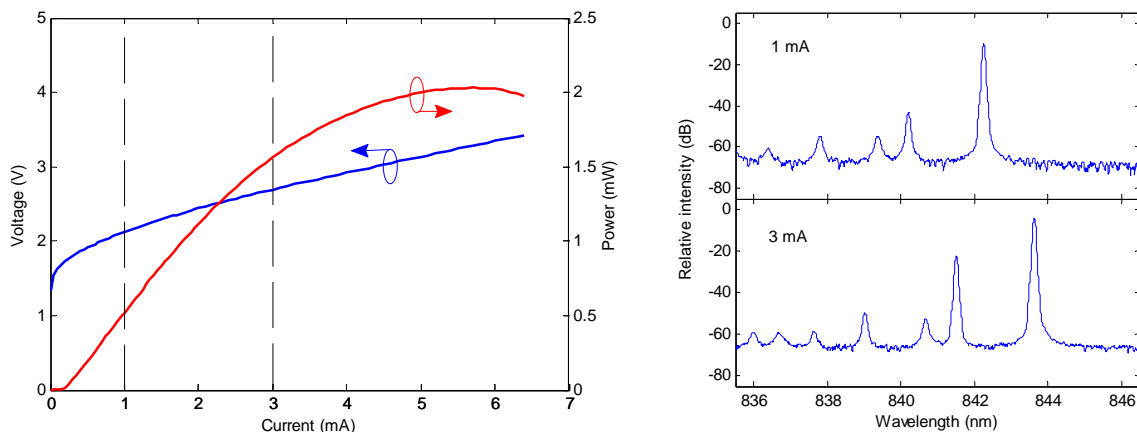 5
4
3
2
1
0
Voltage (V)
2.5
2
1.5
1
0.5
0
Power (mW)
0 1 2 3 4 5 6 7
Current (mA)
1 mA
0
-20
-40
-60
-80
3 mA
0
-20
-40
-60
-80
Relative intensity (dB)
836 838 840 842 844 846
Wavelength (nm)